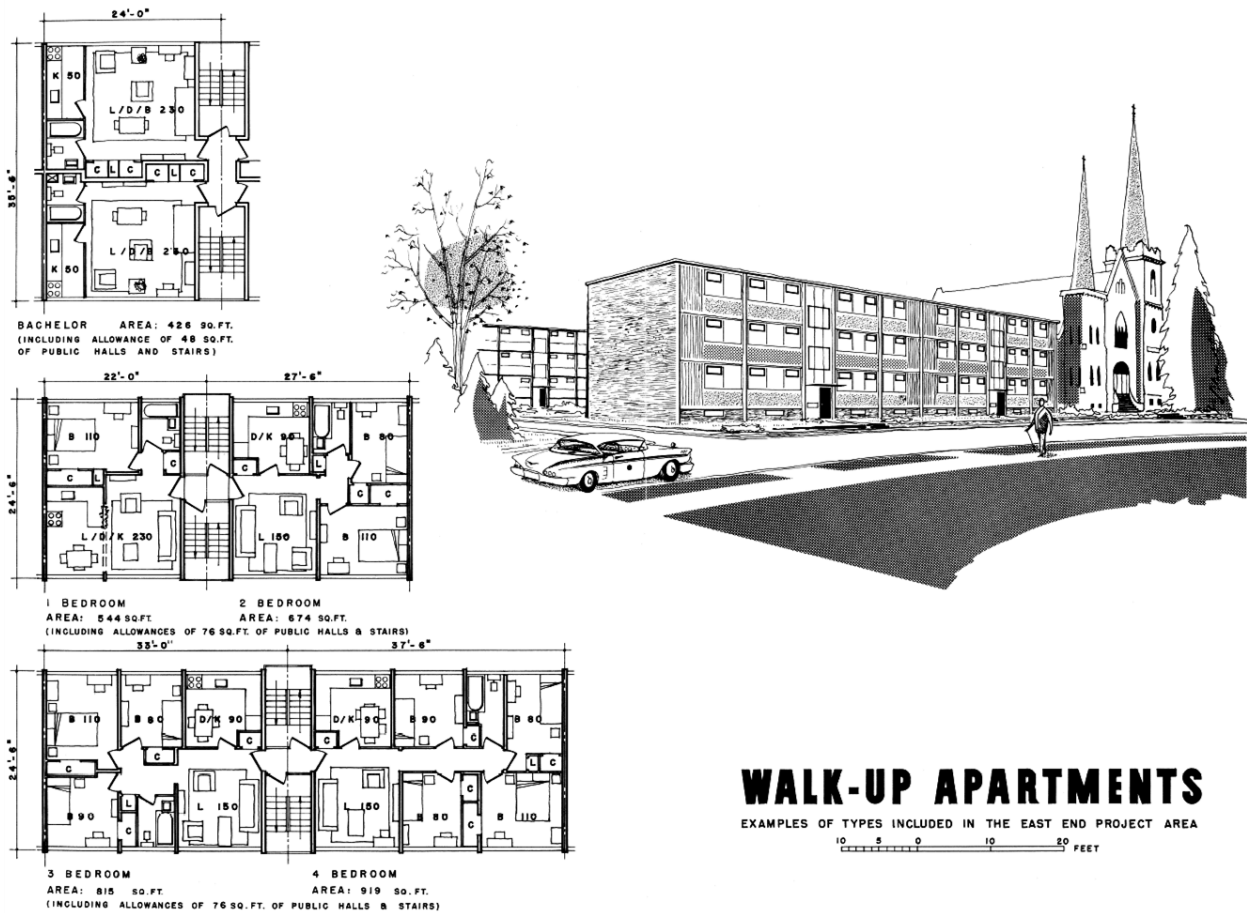 24'-0"
35'-6"
K 50
L/D/B 230
C L C
C L C
L/D/B 230
K 50
BACHELOR AREA: 426 SQ.FT.
(INCLUDING ALLOWANCE OF 48 SQ.FT.
OF PUBLIC HALLS AND STAIRS)
22'-0" 27'-6"
24'-6"
B 110
D/K 90
B 80
C
C
L
C L
C C
L/D/K 230
L 150
B 110
1 BEDROOM 2 BEDROOM
AREA: 544 SQ.FT. AREA: 674 SQ.FT.
(INCLUDING ALLOWANCES OF 76 SQ.FT. OF PUBLIC HALLS & STAIRS)
33'-0" 37'-6"
24'-6"
B 110
B 80
D/K 90
D/K 90
B 90
B 80
C
C
C
C
C
L C
B 90
L
C
L 150
L 150
B 80
C
C
B 110
3 BEDROOM 4 BEDROOM
AREA: 815 SQ.FT. AREA: 919 SQ.FT.
(INCLUDING ALLOWANCES OF 76 SQ.FT. OF PUBLIC HALLS & STAIRS)
WALK-UP APARTMENTS
EXAMPLES OF TYPES INCLUDED IN THE EAST END PROJECT AREA
10 5 0 10 20 FEET